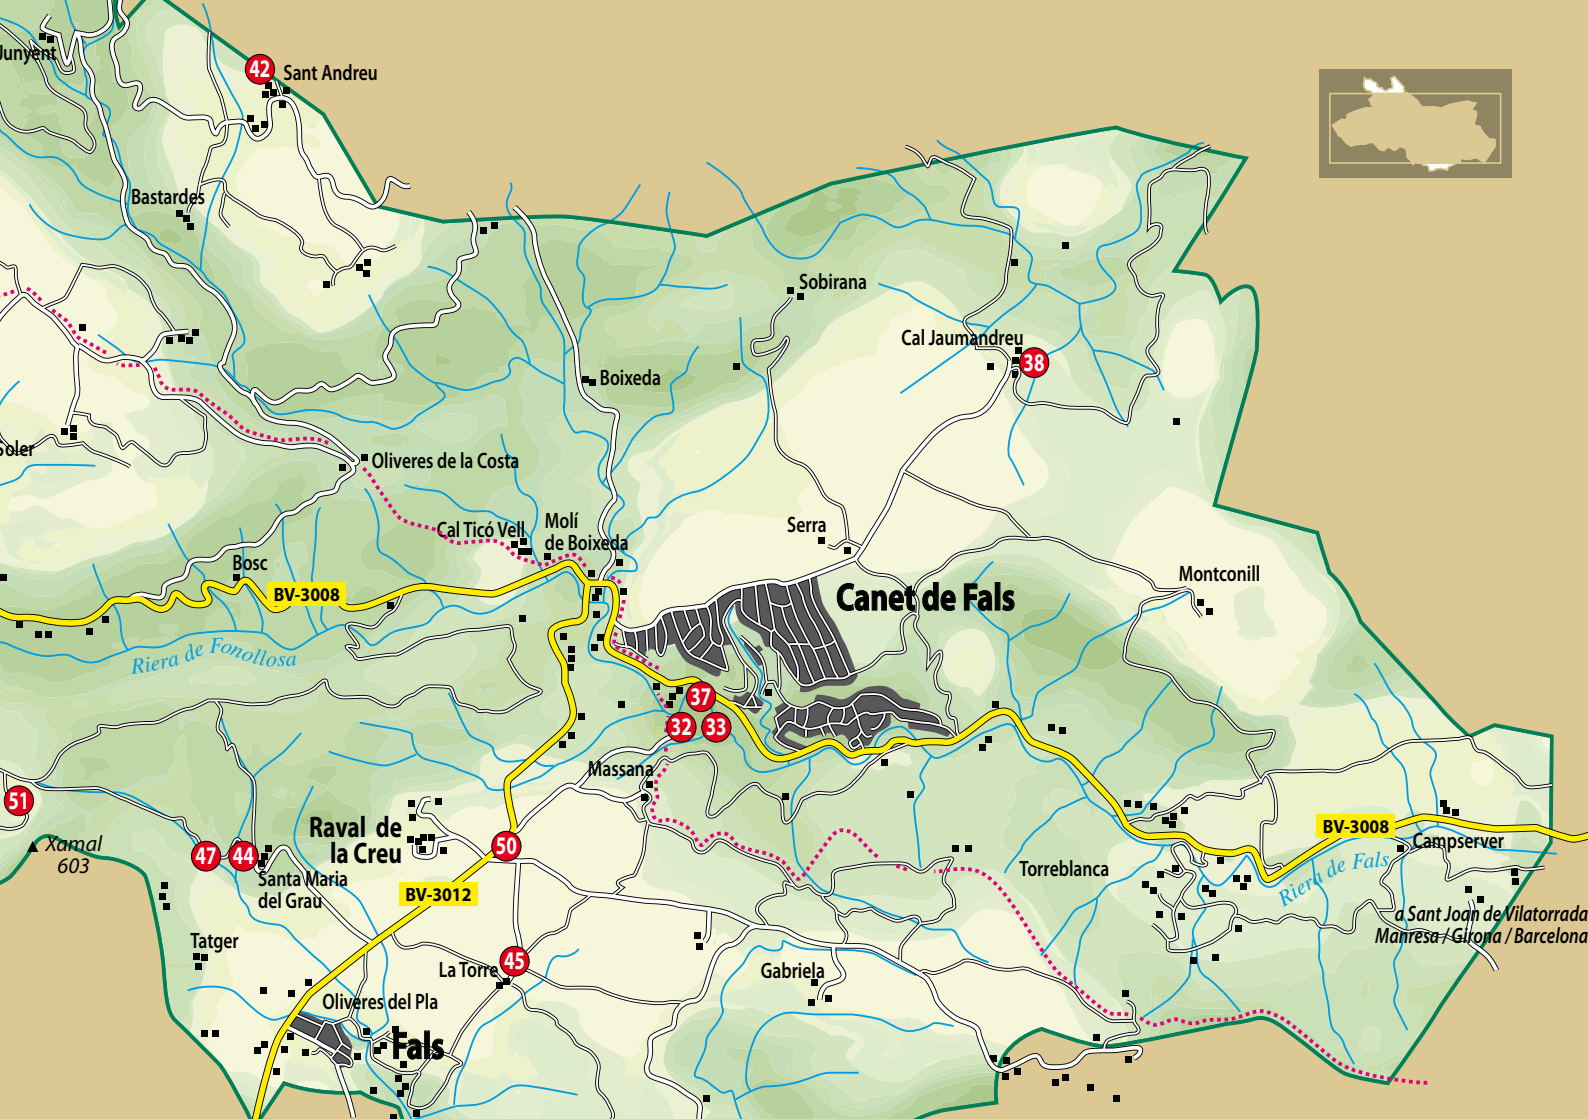 Junyent
42
Sant Andreu
Bastardes
Sobirana
Cal Jaumandreu
38
Boixeda
Soler
Oliveres de la Costa
Cal Ticó Vell
Molí
de Boixeda
Serra
Bosc
BV-3008
Canet de Fals
Montconill
Riera de Fonollosa
37
32
33
Massana
51
Xamal
603
47
44
Santa Maria
del Grau
Raval de
la Creu
50
BV-3012
BV-3008
Campserver
Torreblanca
Riera de Fals
a Sant Joan de Vilatorrada
Manresa / Girona / Barcelona
Tatger
La Torre
45
Gabriela
Oliveres del Pla
Fals